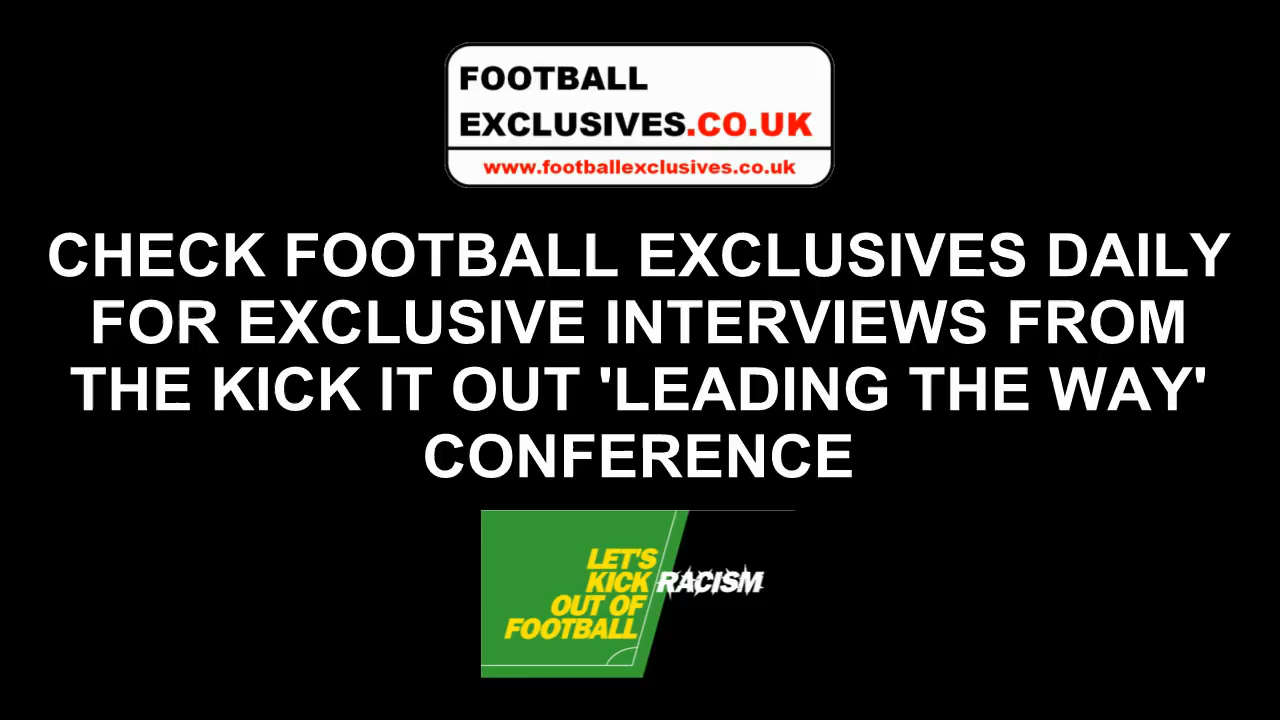 FOOTBALL
EXCLUSIVES.CO.UK
www.footballexclusives.co.uk
CHECK FOOTBALL EXCLUSIVES DAILY
FOR EXCLUSIVE INTERVIEWS FROM
THE KICK IT OUT 'LEADING THE WAY'
CONFERENCE
LET'S
KICK RACISM
OUT OF
FOOTBALL